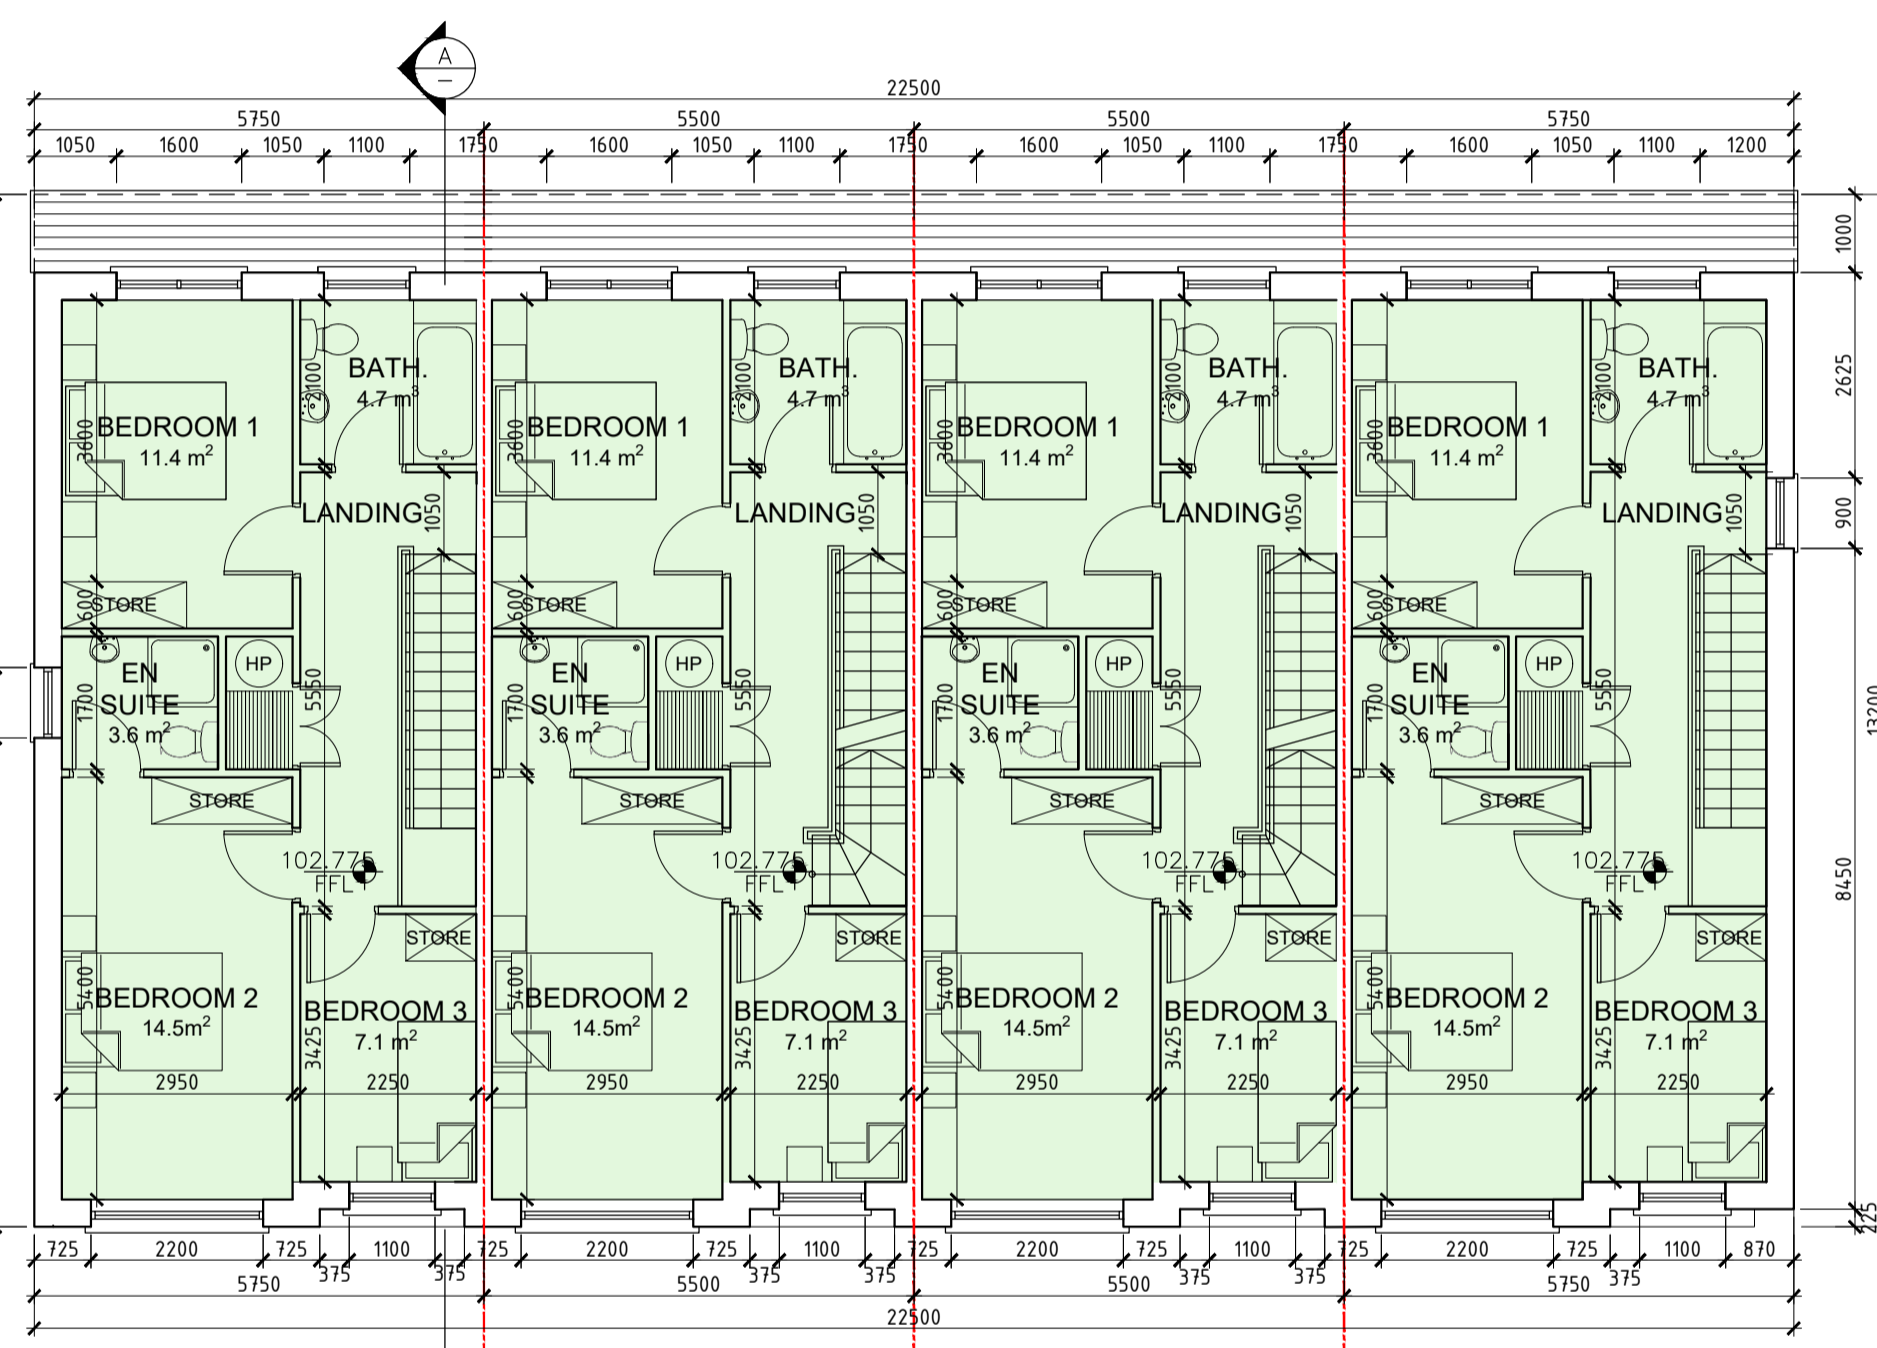 A
22500
5750 5500 5500 5750
1050 1600 1050 1100 1750 1600 1050 1100 1750 1600 1050 1100 1750 1600 1050 1100 1200
1000
2625
900
8450
225
13200
BATH. BATH. BATH. BATH.
4.7 m³ 4.7 m³ 4.7 m³ 4.7 m³
2100 2100 2100 2100
BEDROOM 1 BEDROOM 1 BEDROOM 1 BEDROOM 1
11.4 m² 11.4 m² 11.4 m² 11.4 m²
3600 3600 3600 3600
LANDING LANDING LANDING LANDING
1050 1050 1050 1050
STORE STORE STORE STORE
600 600 600 600
EN EN EN EN
HP HP HP HP
SUITE SUITE SUITE SUITE
3.6 m² 3.6 m² 3.6 m² 3.6 m²
1700 5550 1700 5550 1700 5550 1700 5550
STORE STORE STORE STORE
102.775 102.775 102.775 102.775
FFL FFL FFL FFL
STORE STORE STORE STORE
BEDROOM 2 BEDROOM 2 BEDROOM 2 BEDROOM 2
14.5m² 14.5m² 14.5m² 14.5m²
5400 5400 5400 5400
BEDROOM 3 BEDROOM 3 BEDROOM 3 BEDROOM 3
7.1 m² 7.1 m² 7.1 m² 7.1 m²
3425 3425 3425 3425
2950 2250 2950 2250 2950 2250 2950 2250
725 2200 725 1100 725 2200 725 1100 725 2200 725 1100 725 2200 725 1100 870
375 375 375 375 375 375 375
5750 5500 5500 5750
22500